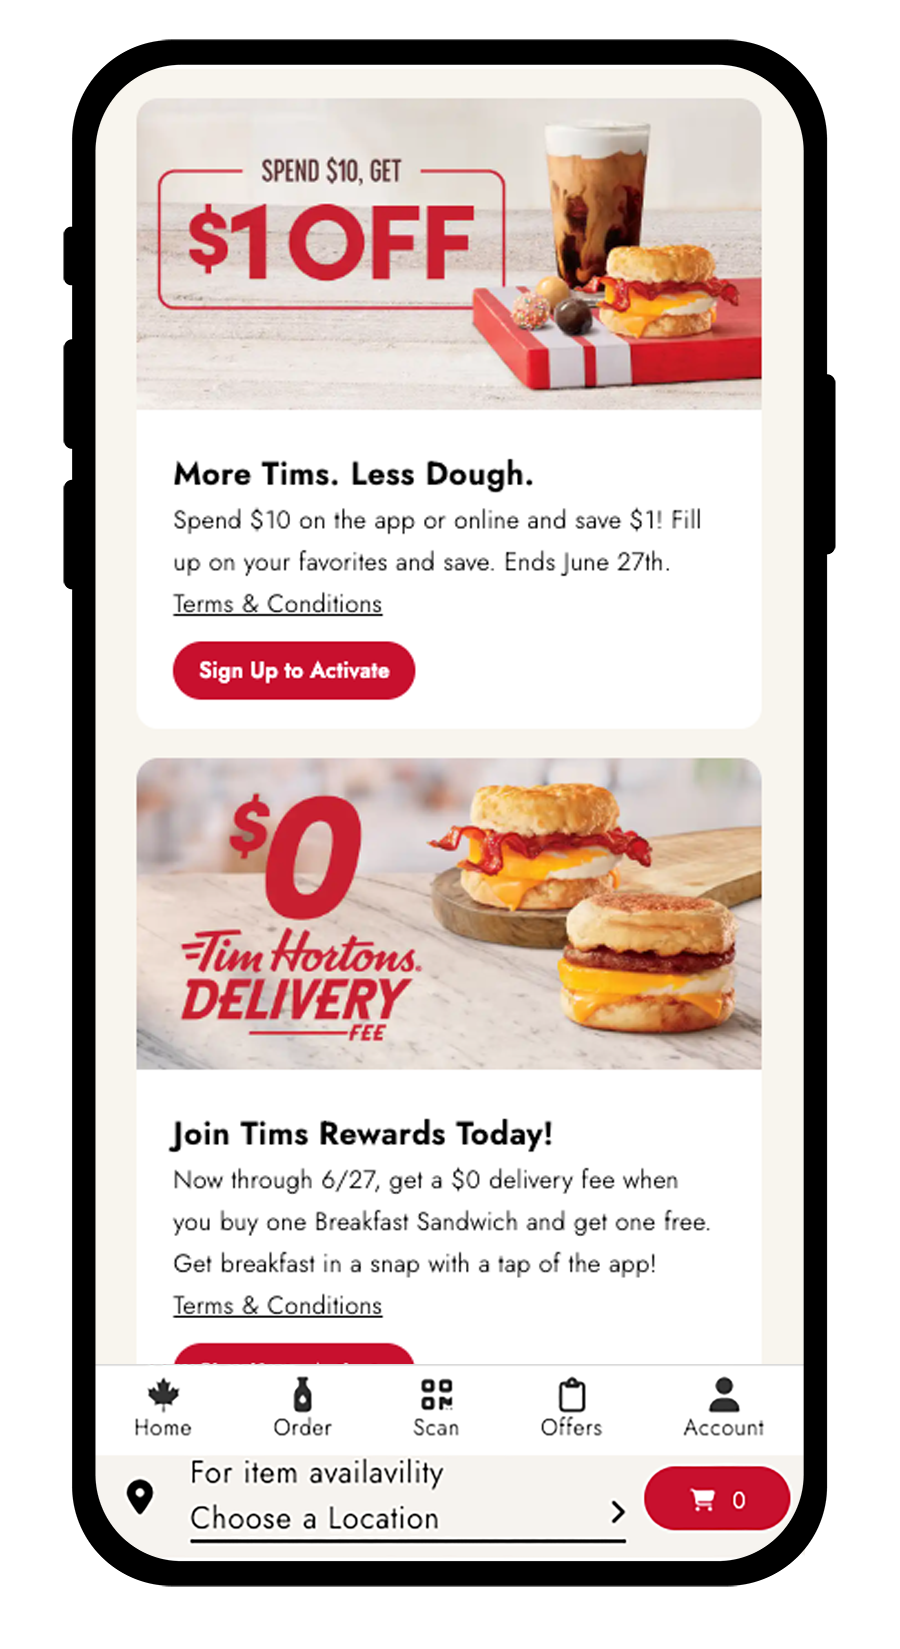 SPEND $10, GET
$1 OFF
More Tims. Less Dough.
Spend $10 on the app or online and save $1! Fill
up on your favorites and save. Ends June 27th.
Terms & Conditions
Sign Up to Activate
$0
Tim Hortons.
DELIVERY
FEE
Join Tims Rewards Today!
Now through 6/27, get a $0 delivery fee when
you buy one Breakfast Sandwich and get one free.
Get breakfast in a snap with a tap of the app!
Terms & Conditions
Home Order Scan Offers Account
For item availavility
Choose a Location
0